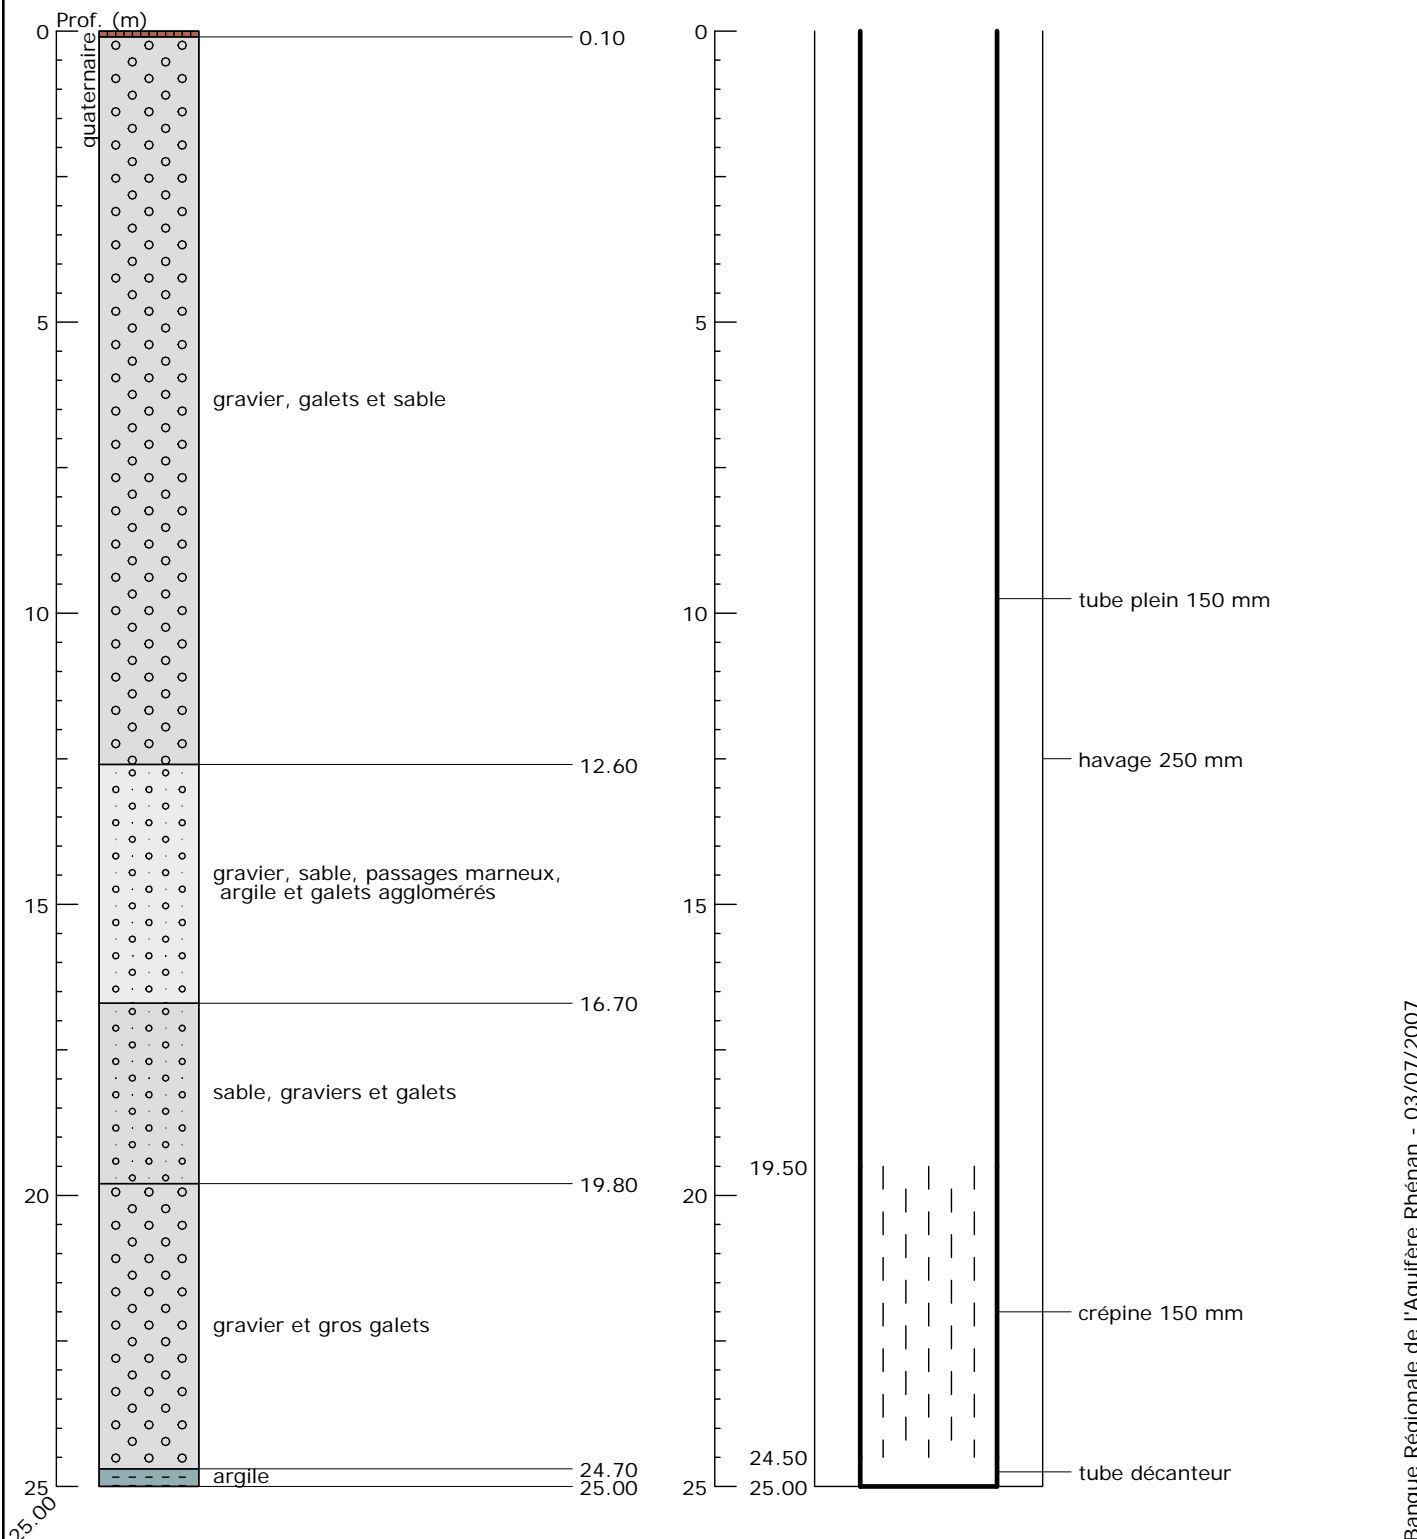 Prof. (m)
0
quaternaire
0.10
5
gravier, galets et sable
10
12.60
gravier, sable, passages marneux,
argile et galets agglomérés
15
16.70
sable, graviers et galets
19.80
20
gravier et gros galets
24.70
argile
25
25.00
25.00
0
5
10
tube plein 150 mm
havage 250 mm
15
19.50
20
crépine 150 mm
24.50
tube décanteur
25
25.00
Banque Régionale de l'Aquifère Rhénan - 03/07/2007